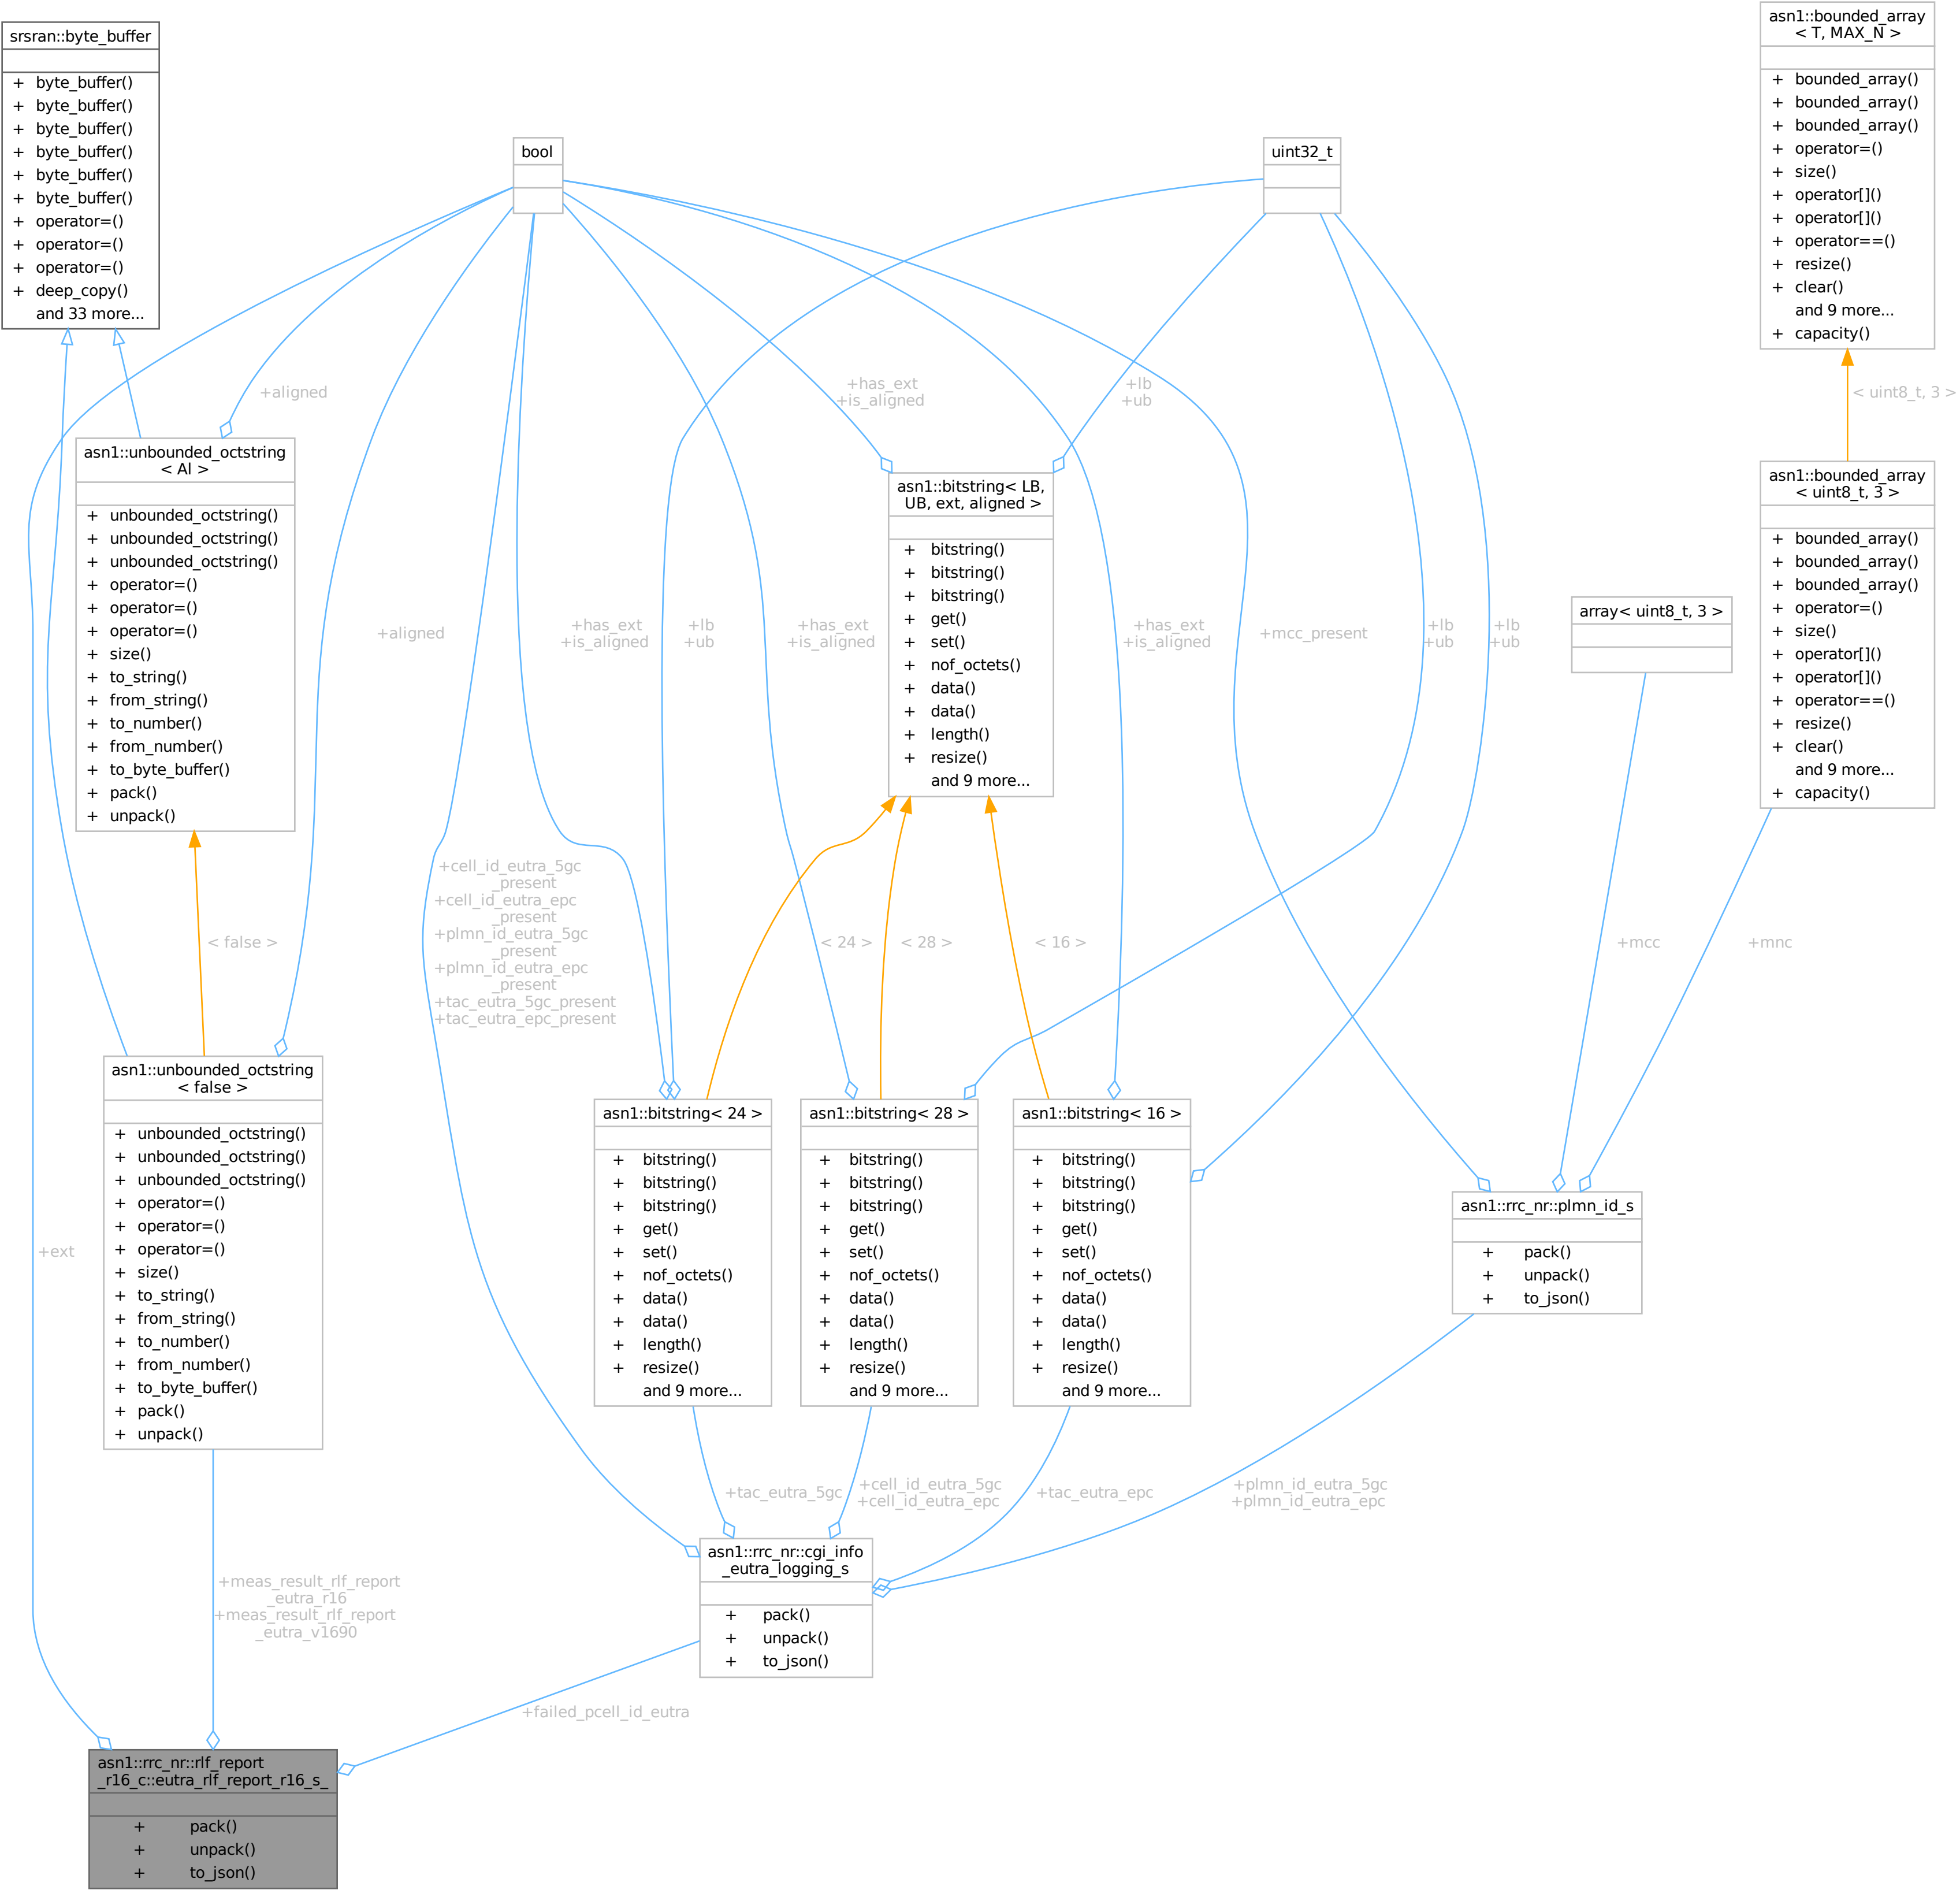 srsran::byte_buffer
+ byte_buffer()
+ byte_buffer()
+ byte_buffer()
+ byte_buffer()
+ byte_buffer()
+ byte_buffer()
+ operator=()
+ operator=()
+ operator=()
+ deep_copy()
and 33 more...
asn1::bounded_array
< T, MAX_N >
+ bounded_array()
+ bounded_array()
+ bounded_array()
+ operator=()
+ size()
+ operator[]()
+ operator[]()
+ operator==()
+ resize()
+ clear()
and 9 more...
+ capacity()
bool
uint32_t
+aligned
+has_ext
+is_aligned
+lb
+ub
< uint8_t, 3 >
asn1::unbounded_octstring
< Al >
+ unbounded_octstring()
+ unbounded_octstring()
+ unbounded_octstring()
+ operator=()
+ operator=()
+ operator=()
+ size()
+ to_string()
+ from_string()
+ to_number()
+ from_number()
+ to_byte_buffer()
+ pack()
+ unpack()
asn1::bitstring< LB,
UB, ext, aligned >
+ bitstring()
+ bitstring()
+ bitstring()
+ get()
+ set()
+ nof_octets()
+ data()
+ data()
+ length()
+ resize()
and 9 more...
asn1::bounded_array
< uint8_t, 3 >
+ bounded_array()
+ bounded_array()
+ bounded_array()
+ operator=()
+ size()
+ operator[]()
+ operator[]()
+ operator==()
+ resize()
+ clear()
and 9 more...
+ capacity()
array< uint8_t, 3 >
+aligned
+has_ext
+is_aligned
+lb
+ub
+has_ext
+is_aligned
+has_ext
+is_aligned
+mcc_present
+lb
+ub
+lb
+ub
+cell_id_eutra_5gc
_present
+cell_id_eutra_epc
_present
+plmn_id_eutra_5gc
_present
+plmn_id_eutra_epc
_present
+tac_eutra_5gc_present
+tac_eutra_epc_present
< false >
< 24 >
< 28 >
< 16 >
+mcc
+mnc
asn1::unbounded_octstring
< false >
+ unbounded_octstring()
+ unbounded_octstring()
+ unbounded_octstring()
+ operator=()
+ operator=()
+ operator=()
+ size()
+ to_string()
+ from_string()
+ to_number()
+ from_number()
+ to_byte_buffer()
+ pack()
+ unpack()
asn1::bitstring< 24 >
+ bitstring()
+ bitstring()
+ bitstring()
+ get()
+ set()
+ nof_octets()
+ data()
+ data()
+ length()
+ resize()
and 9 more...
asn1::bitstring< 28 >
+ bitstring()
+ bitstring()
+ bitstring()
+ get()
+ set()
+ nof_octets()
+ data()
+ data()
+ length()
+ resize()
and 9 more...
asn1::bitstring< 16 >
+ bitstring()
+ bitstring()
+ bitstring()
+ get()
+ set()
+ nof_octets()
+ data()
+ data()
+ length()
+ resize()
and 9 more...
asn1::rrc_nr::plmn_id_s
+ pack()
+ unpack()
+ to_json()
+ext
+tac_eutra_5gc
+cell_id_eutra_5gc
+cell_id_eutra_epc
+tac_eutra_epc
+plmn_id_eutra_5gc
+plmn_id_eutra_epc
asn1::rrc_nr::cgi_info
_eutra_logging_s
+ pack()
+ unpack()
+ to_json()
+meas_result_rlf_report
_eutra_r16
+meas_result_rlf_report
_eutra_v1690
+failed_pcell_id_eutra
asn1::rrc_nr::rlf_report
_r16_c::eutra_rlf_report_r16_s_
+ pack()
+ unpack()
+ to_json()